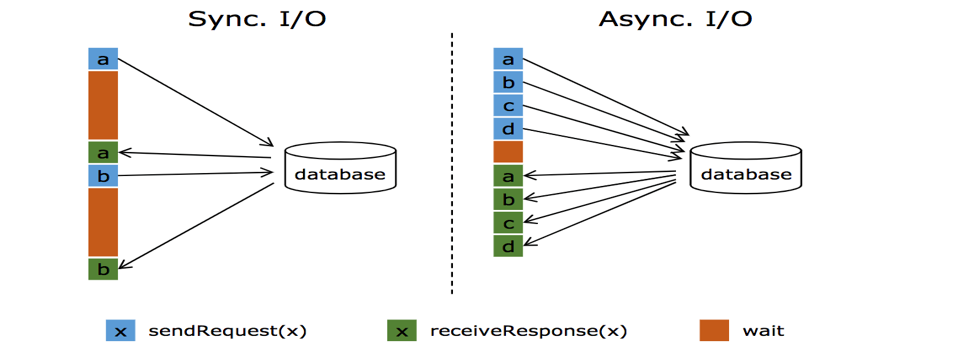 Sync. I/O
a
a
b
b
database
Async. I/O
a
b
c
d
a
b
c
d
database
x sendRequest(x)
x receiveResponse(x)
wait